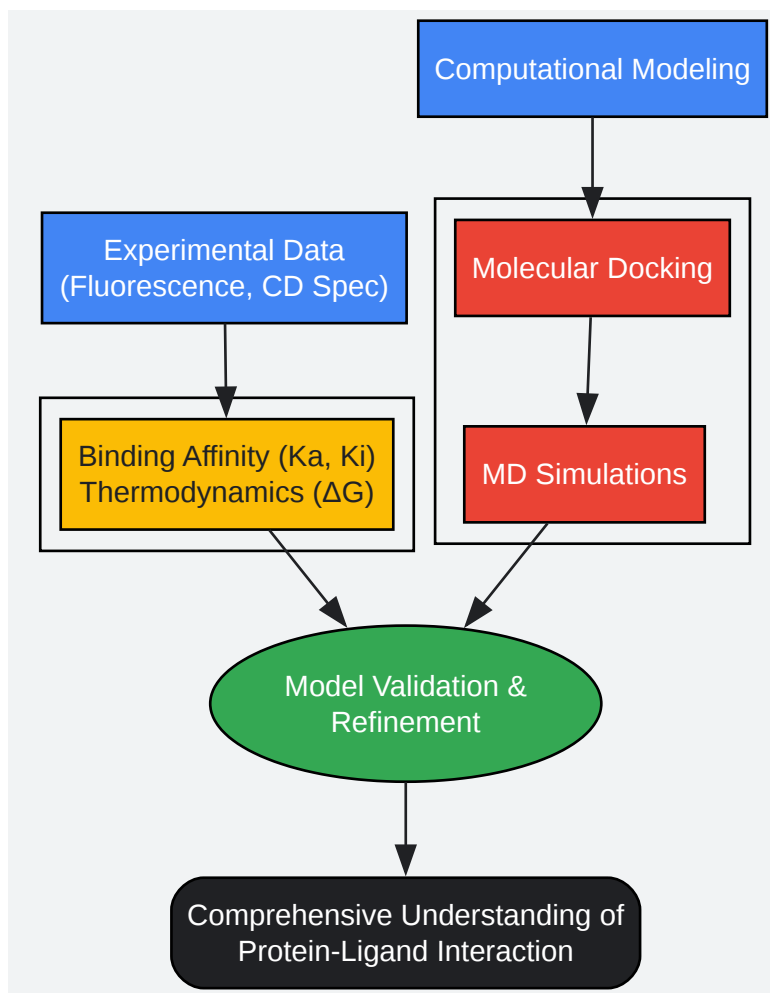 Computational Modeling
Experimental Data
(Fluorescence, CD Spec)
Molecular Docking
Binding Affinity (Ka, Ki)
Thermodynamics (ΔG)
MD Simulations
Model Validation &
Refinement
Comprehensive Understanding of
Protein-Ligand Interaction